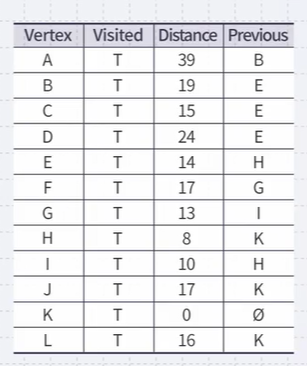 Vertex Visited Distance Previous
A T 39 B
B T 19 E
C T 15 E
D T 24 E
E T 14 H
F T 17 G
G T 13 I
H T 8 K
I T 10 H
J T 17 K
K T 0 Ø
L T 16 K